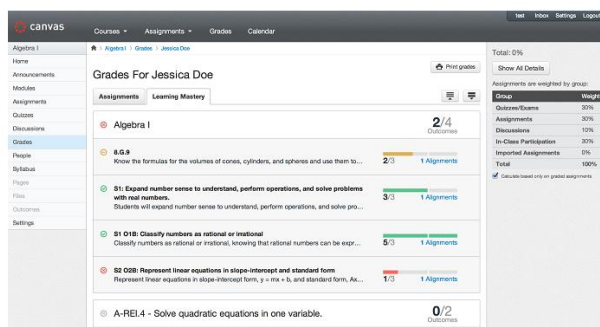 test Inbox Settings Logout
canvas
Courses Assignments Grades Calendar
Algebra I
Home
Announcements
Modules
Assignments
Quizzes
Discussions
Grades
People
Syllabus
Pages
Files
Outcomes
Settings
Algebra I > Grades > Jessica Doe
Grades For Jessica Doe
Print grades
Assignments Learning Mastery
Algebra I
2/4
Outcomes
8.G.9
Know the formulas for the volumes of cones, cylinders, and spheres and use them to...
2/3 1 Alignments
S1: Expand number sense to understand, perform operations, and solve problems
with real numbers.
Students will expand number sense to understand, perform operations, and solve pro...
3/3 1 Alignments
S1 O1B: Classify numbers as rational or irrational
Classify numbers as rational or irrational, knowing that rational numbers can be expr...
5/3 1 Alignments
S2 O2B: Represent linear equations in slope-intercept and standard form
Represent linear equations in slope-intercept form, y = mx + b, and standard form, Ax...
1/3 1 Alignments
A-REI.4 - Solve quadratic equations in one variable.
0/2
Outcomes
Total: 0%
Show All Details
Assignments are weighted by group:
Group Weight
Quizzes/Exams 30%
Assignments 30%
Discussions 10%
In-Class Participation 30%
Imported Assignments 0%
Total 100%
Calculate based only on graded assignments